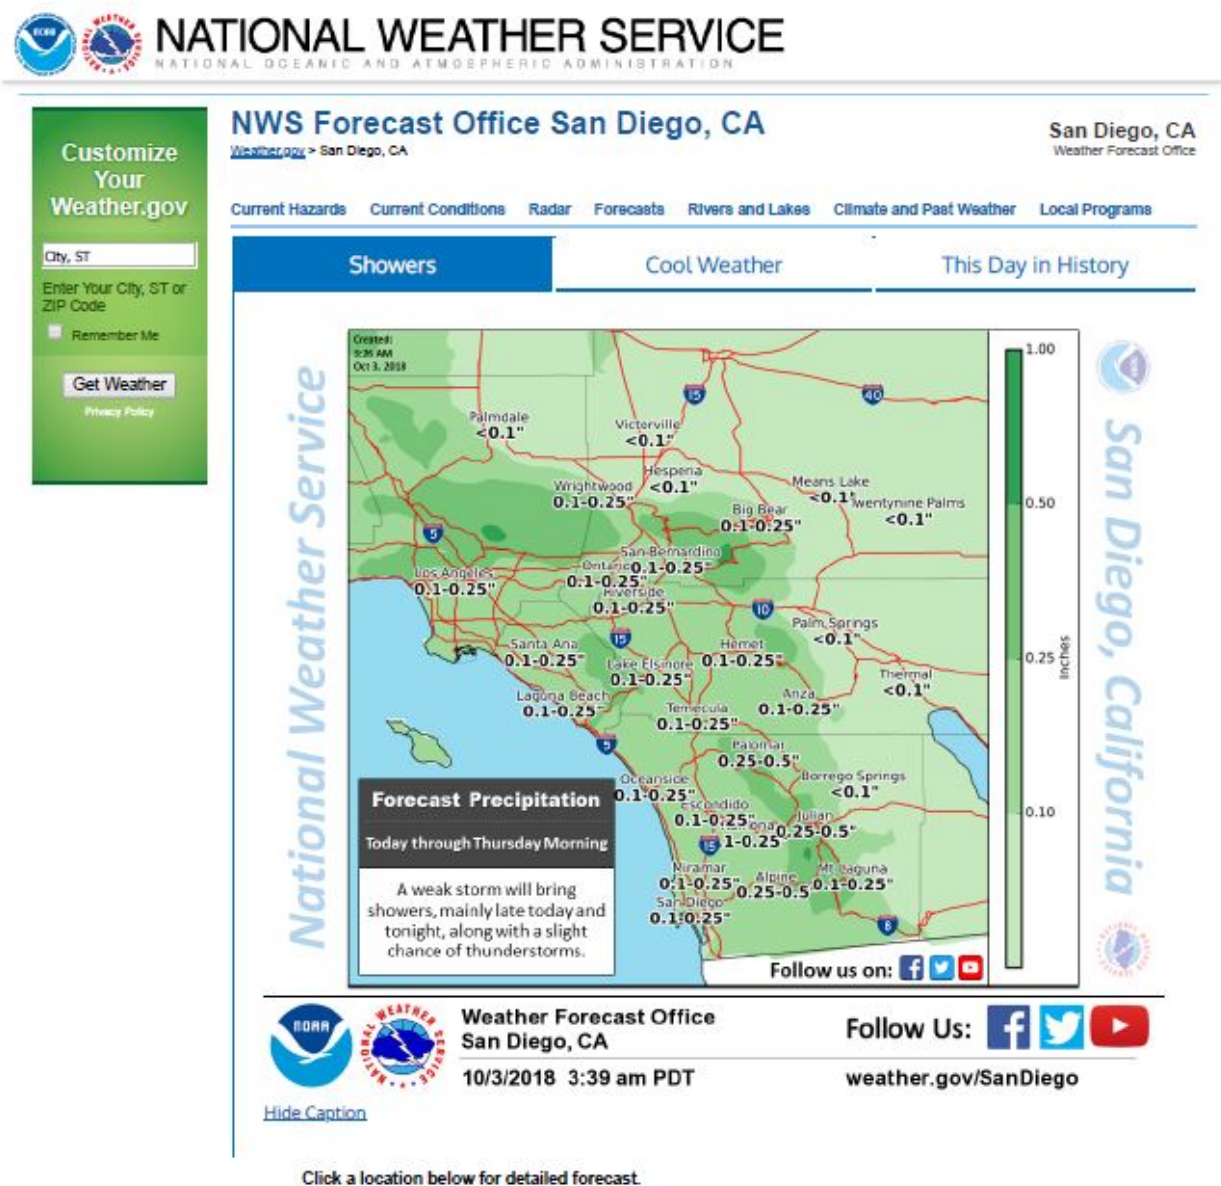 NATIONAL WEATHER SERVICE
NATIONAL OCEANIC AND ATMOSPHERIC ADMINISTRATION
Customize
Your
Weather.gov
City, ST
Enter Your City, ST or
ZIP Code
Remember Me
Get Weather
Privacy Policy
NWS Forecast Office San Diego, CA
Weather.gov > San Diego, CA
San Diego, CA
Weather Forecast Office
Current Hazards Current Conditions Radar Forecasts Rivers and Lakes Climate and Past Weather Local Programs
Showers Cool Weather This Day in History
National Weather Service
Created:
3:26 AM
Oct 3, 2018
15
40
Palmdale
<0.1"
Victorville
<0.1"
Hesperia
<0.1"
Wrightwood
0.1-0.25"
Means Lake
<0.1"
Twentynine Palms
<0.1"
Big Bear
0.1-0.25"
5
San Bernardino
0.1-0.25"
Ontario
0.1-0.25"
Los Angeles
0.1-0.25"
Riverside
0.1-0.25"
10
Palm Springs
<0.1"
15
Santa Ana
0.1-0.25"
Hemet
0.1-0.25"
Lake Elsinore
0.1-0.25"
Thermal
<0.1"
Laguna Beach
0.1-0.25"
Anza
0.1-0.25"
Temecula
0.1-0.25"
5
Palomar
0.25-0.5"
Borrego Springs
<0.1"
Oceanside
0.1-0.25"
Escondido
0.1-0.25"
Julian
0.25-0.5"
15
1-0.25"
Miramar
0.1-0.25"
Alpine
0.25-0.5
Mt Laguna
0.1-0.25"
San Diego
0.1-0.25"
8
Forecast Precipitation
Today through Thursday Morning
A weak storm will bring
showers, mainly late today and
tonight, along with a slight
chance of thunderstorms.
Follow us on:
1.00
0.50
0.25
0.10
Inches
San Diego, California
NOAA
Weather Forecast Office
San Diego, CA
10/3/2018 3:39 am PDT
Follow Us:
weather.gov/SanDiego
Hide Caption
Click a location below for detailed forecast.